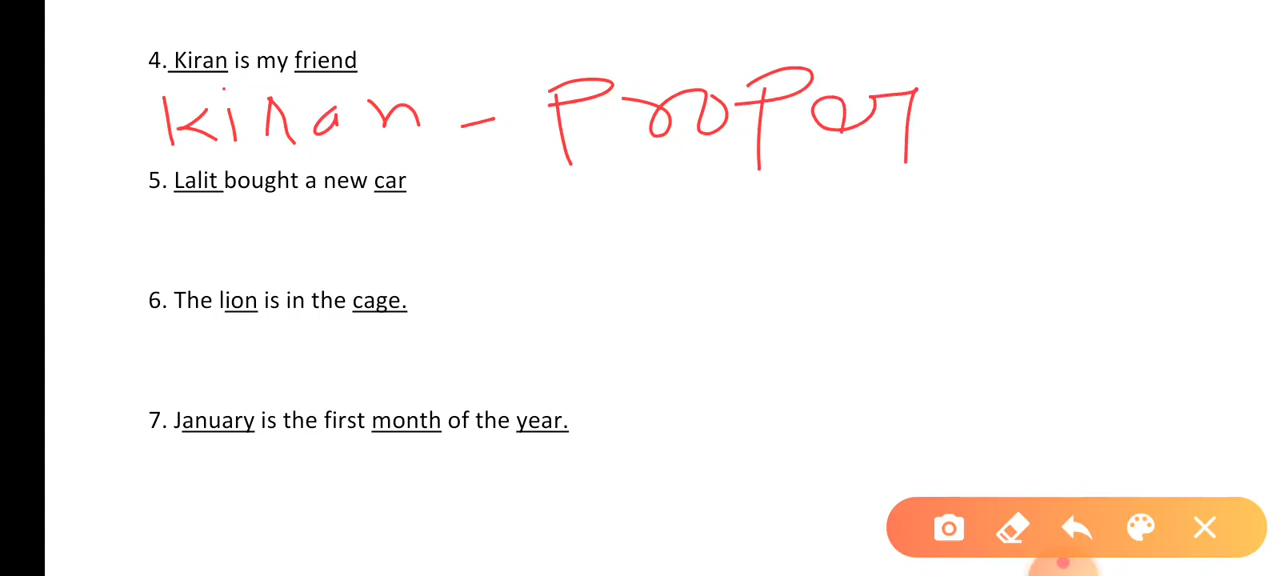 4. Kiran is my friend
Kiran - Proper
5. Lalit bought a new car
6. The lion is in the cage.
7. January is the first month of the year.